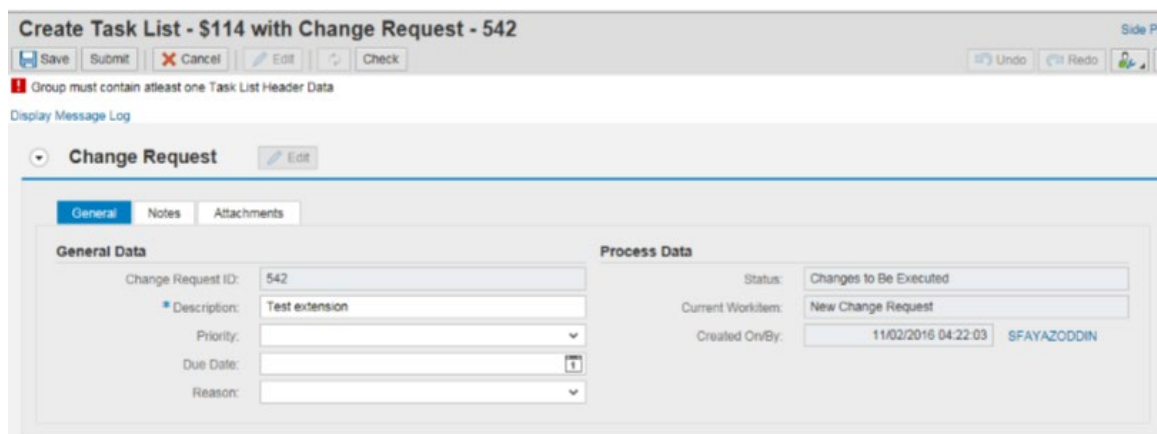 Create Task List - $114 with Change Request - 542
Side P
Save Submit Cancel Edit Check Undo Redo
Group must contain atleast one Task List Header Data
Display Message Log
Change Request Edit
General Notes Attachments
General Data Process Data
Change Request ID: 542 Status: Changes to Be Executed
* Description: Test extension Current Workitem: New Change Request
Priority: Created On/By: 11/02/2016 04:22:03 SFAYAZODDIN
Due Date: 1
Reason: